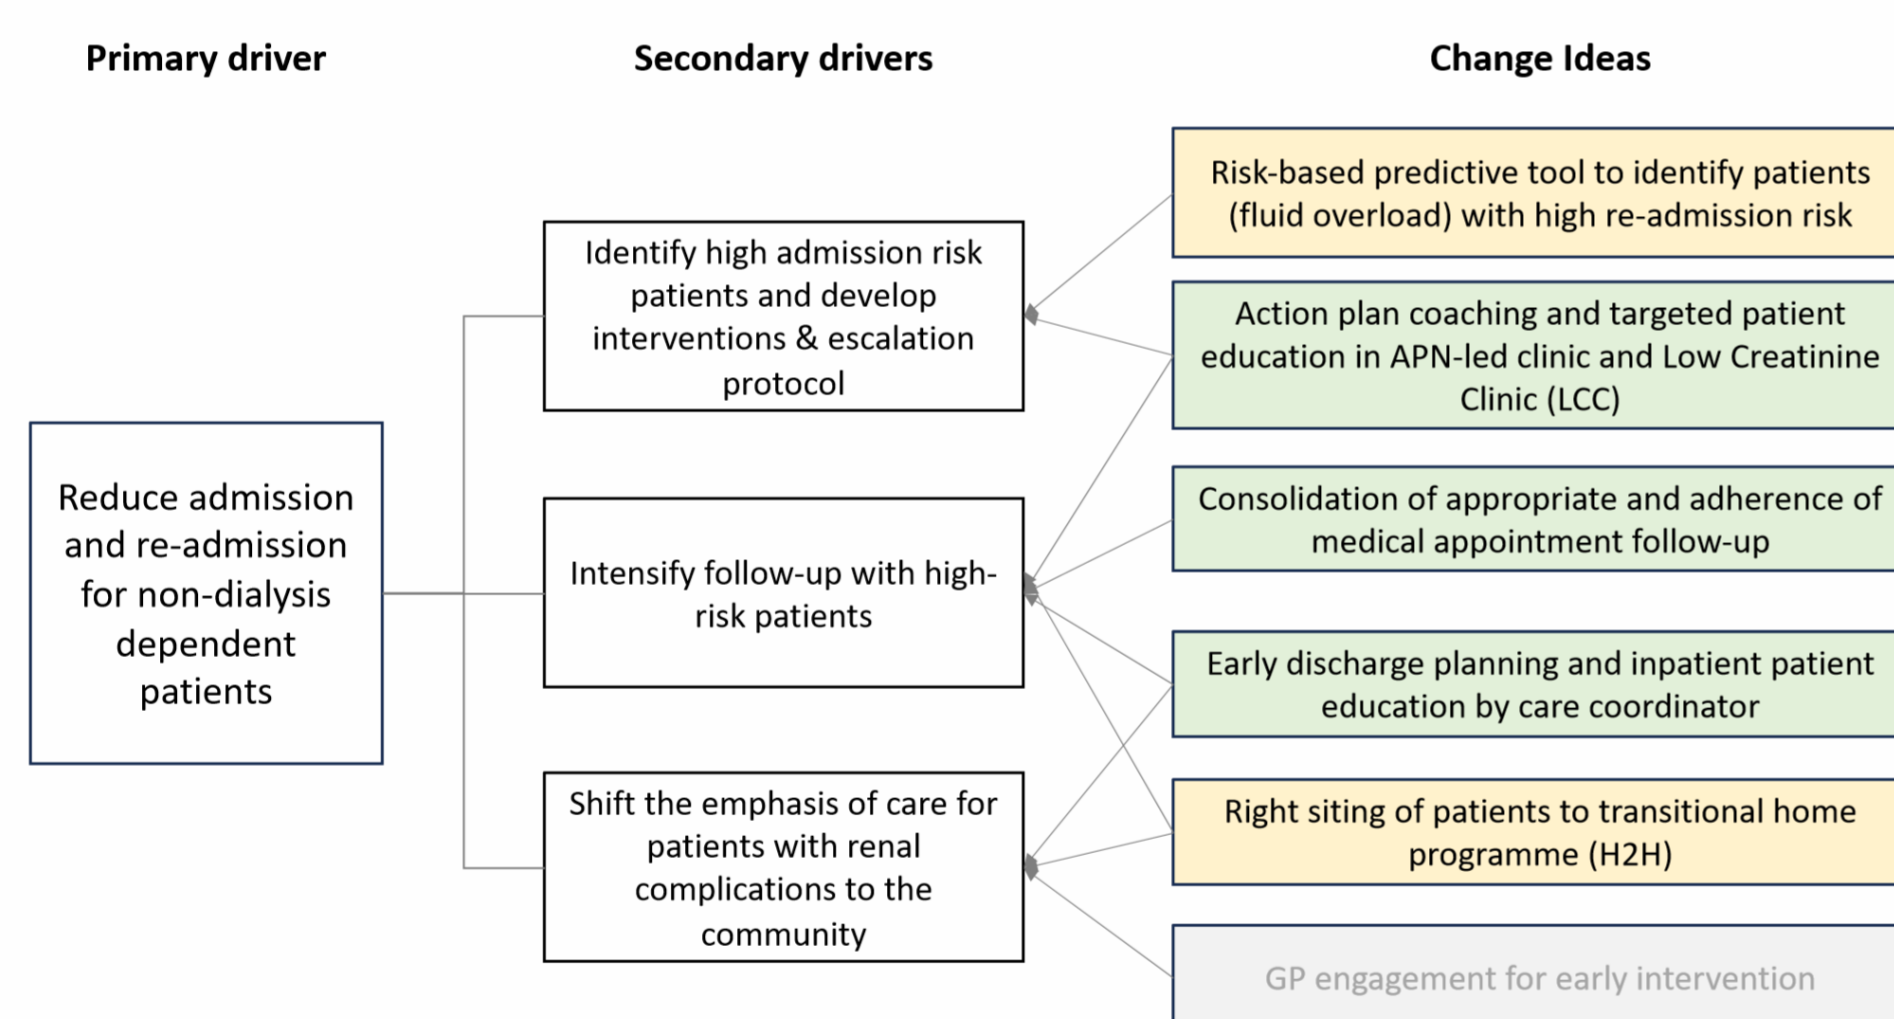 Primary driver
Secondary drivers
Change Ideas
Reduce admission
and re-admission
for non-dialysis
dependent
patients
Identify high admission risk
patients and develop
interventions & escalation
protocol
Intensify follow-up with high-
risk patients
Shift the emphasis of care for
patients with renal
complications to the
community
Risk-based predictive tool to identify patients
(fluid overload) with high re-admission risk
Action plan coaching and targeted patient
education in APN-led clinic and Low Creatinine
Clinic (LCC)
Consolidation of appropriate and adherence of
medical appointment follow-up
Early discharge planning and inpatient patient
education by care coordinator
Right siting of patients to transitional home
programme (H2H)
GP engagement for early intervention